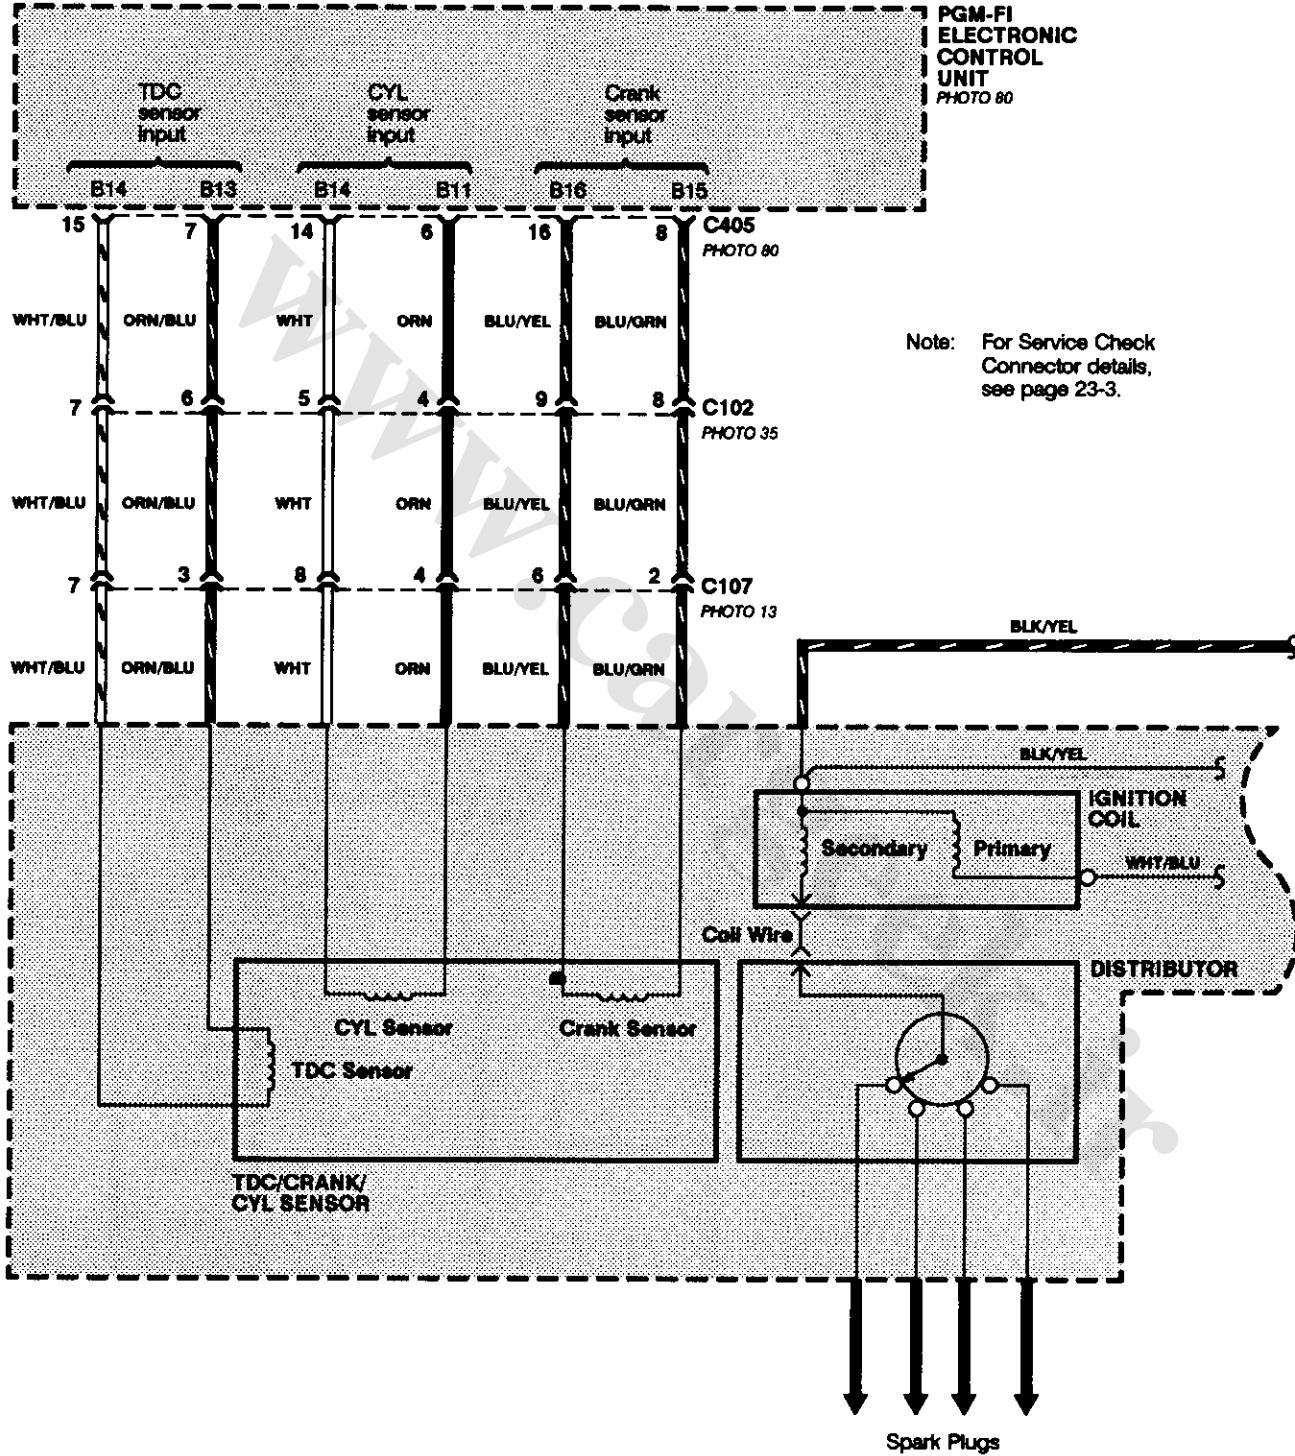 PGM-FI
ELECTRONIC
CONTROL
UNIT
PHOTO 80
TDC
sensor
input
CYL
sensor
input
Crank
sensor
input
B14 B13 B14 B11 B16 B15
15 7 14 6 16 8 C405
PHOTO 80
WHT/BLU ORN/BLU WHT ORN BLU/YEL BLU/GRN
Note: For Service Check
Connector details,
see page 23-3.
7 6 5 4 9 8 C102
PHOTO 35
WHT/BLU ORN/BLU WHT ORN BLU/YEL BLU/GRN
7 3 8 4 6 2 C107
PHOTO 13
BLK/YEL
WHT/BLU ORN/BLU WHT ORN BLU/YEL BLU/GRN
BLK/YEL
IGNITION
COIL
Secondary Primary
WHT/BLU
Coil Wire
DISTRIBUTOR
CYL Sensor Crank Sensor
TDC Sensor
TDC/CRANK/
CYL SENSOR
Spark Plugs